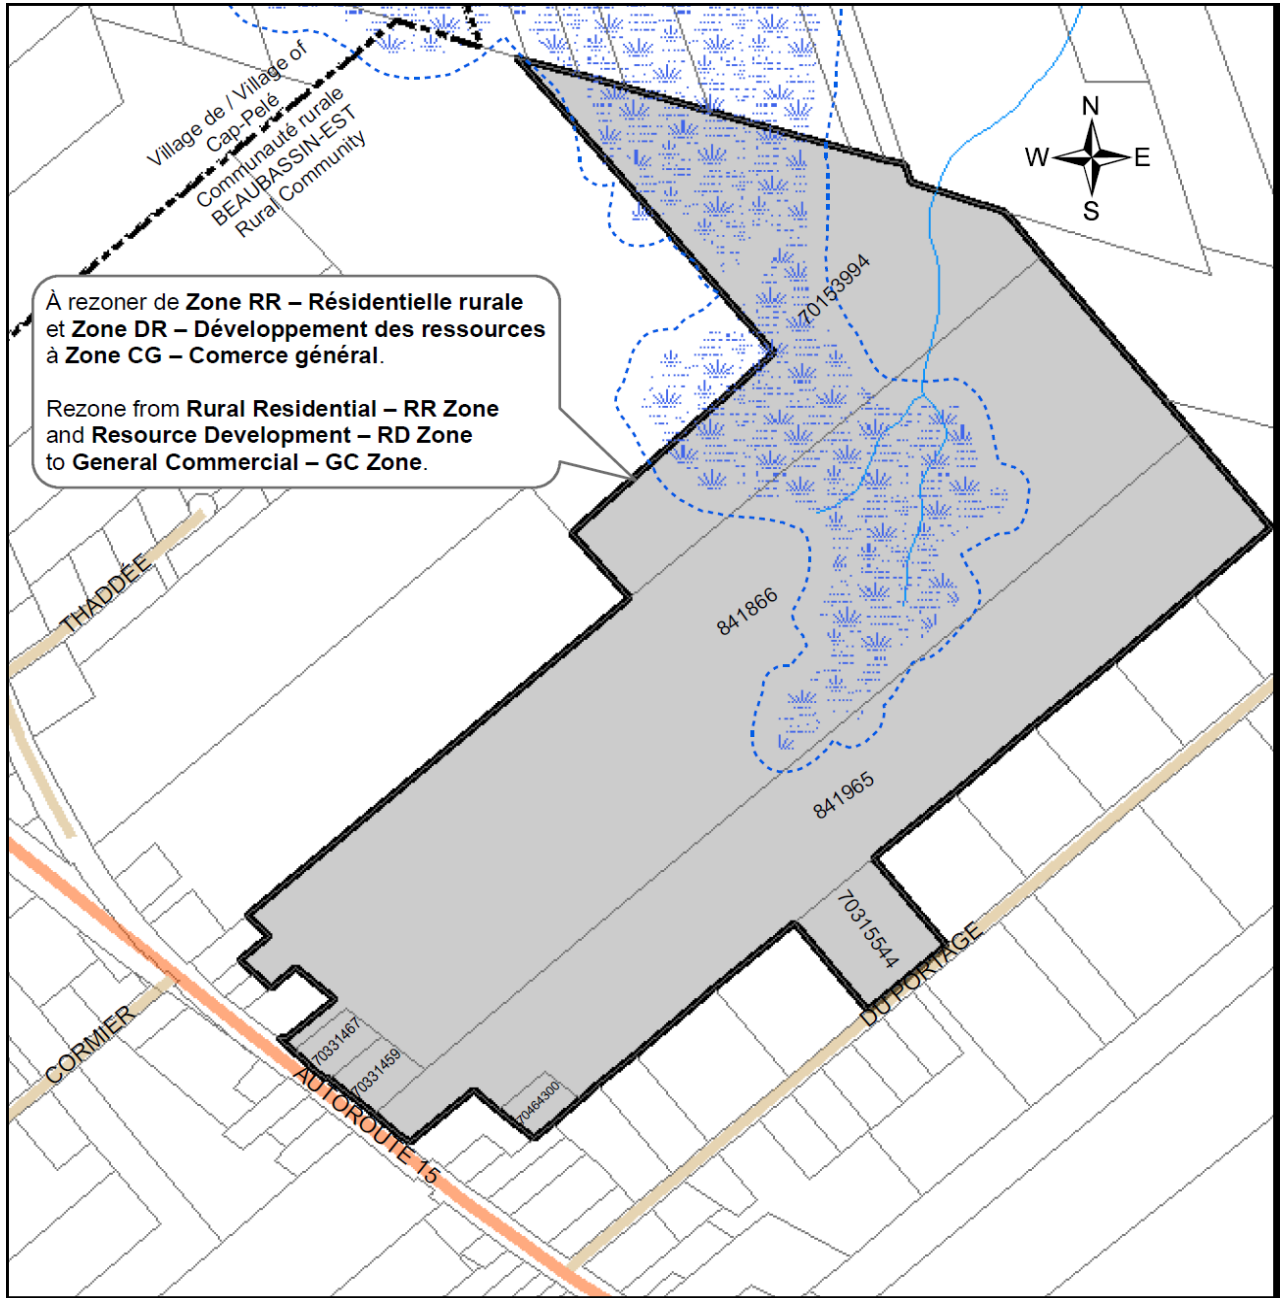 Village de / Village of
Cap-Pelé
Communauté rurale
BEAUBASSIN-EST
Rural Community
N
W E
S
À rezoner de Zone RR – Résidentielle rurale
et Zone DR – Développement des ressources
à Zone CG – Comerce général.
Rezone from Rural Residential – RR Zone
and Resource Development – RD Zone
to General Commercial – GC Zone.
70153994
THADDÉE
841866
841965
70315544
DU PORTAGE
CORMIER
70331467
70331459
70464300
AUTOROUTE 15